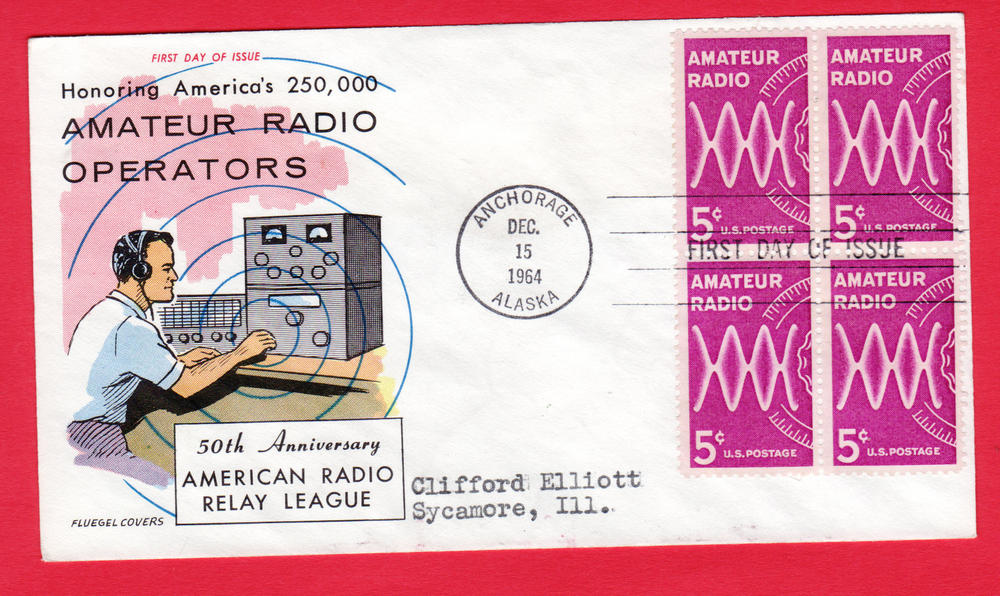 FIRST DAY OF ISSUE
Honoring America's 250,000
AMATEUR RADIO
OPERATORS
50th Anniversary
AMERICAN RADIO
RELAY LEAGUE
FLUEGEL COVERS
Clifford Elliott
Sycamore, Ill.
ANCHORAGE
DEC.
15
1964
ALASKA
AMATEUR
RADIO
5¢ U.S. POSTAGE
AMATEUR
RADIO
5¢ U.S. POSTAGE
FIRST DAY OF ISSUE
AMATEUR
RADIO
5¢ U.S. POSTAGE
AMATEUR
RADIO
5¢ U.S. POSTAGE